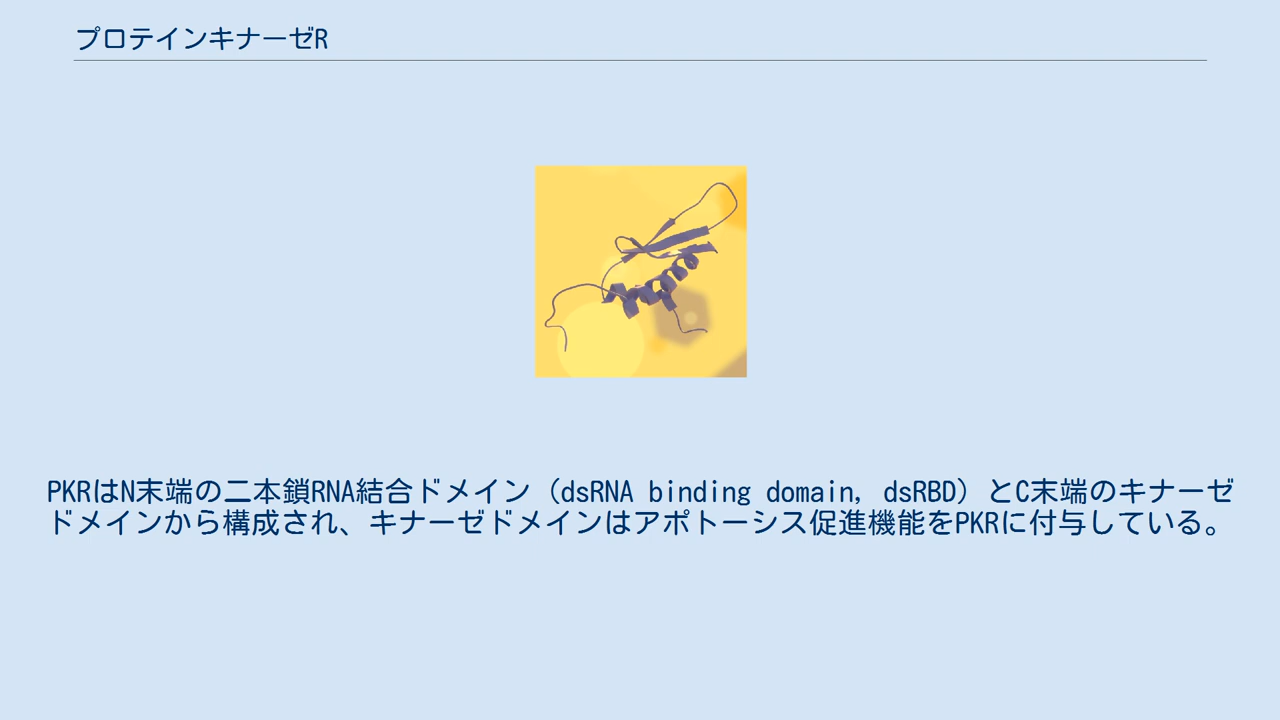 プロテインキナーゼR
PKRはN末端の二本鎖RNA結合ドメイン（dsRNA binding domain, dsRBD）とC末端のキナーゼ
ドメインから構成され、キナーゼドメインはアポトーシス促進機能をPKRに付与している。